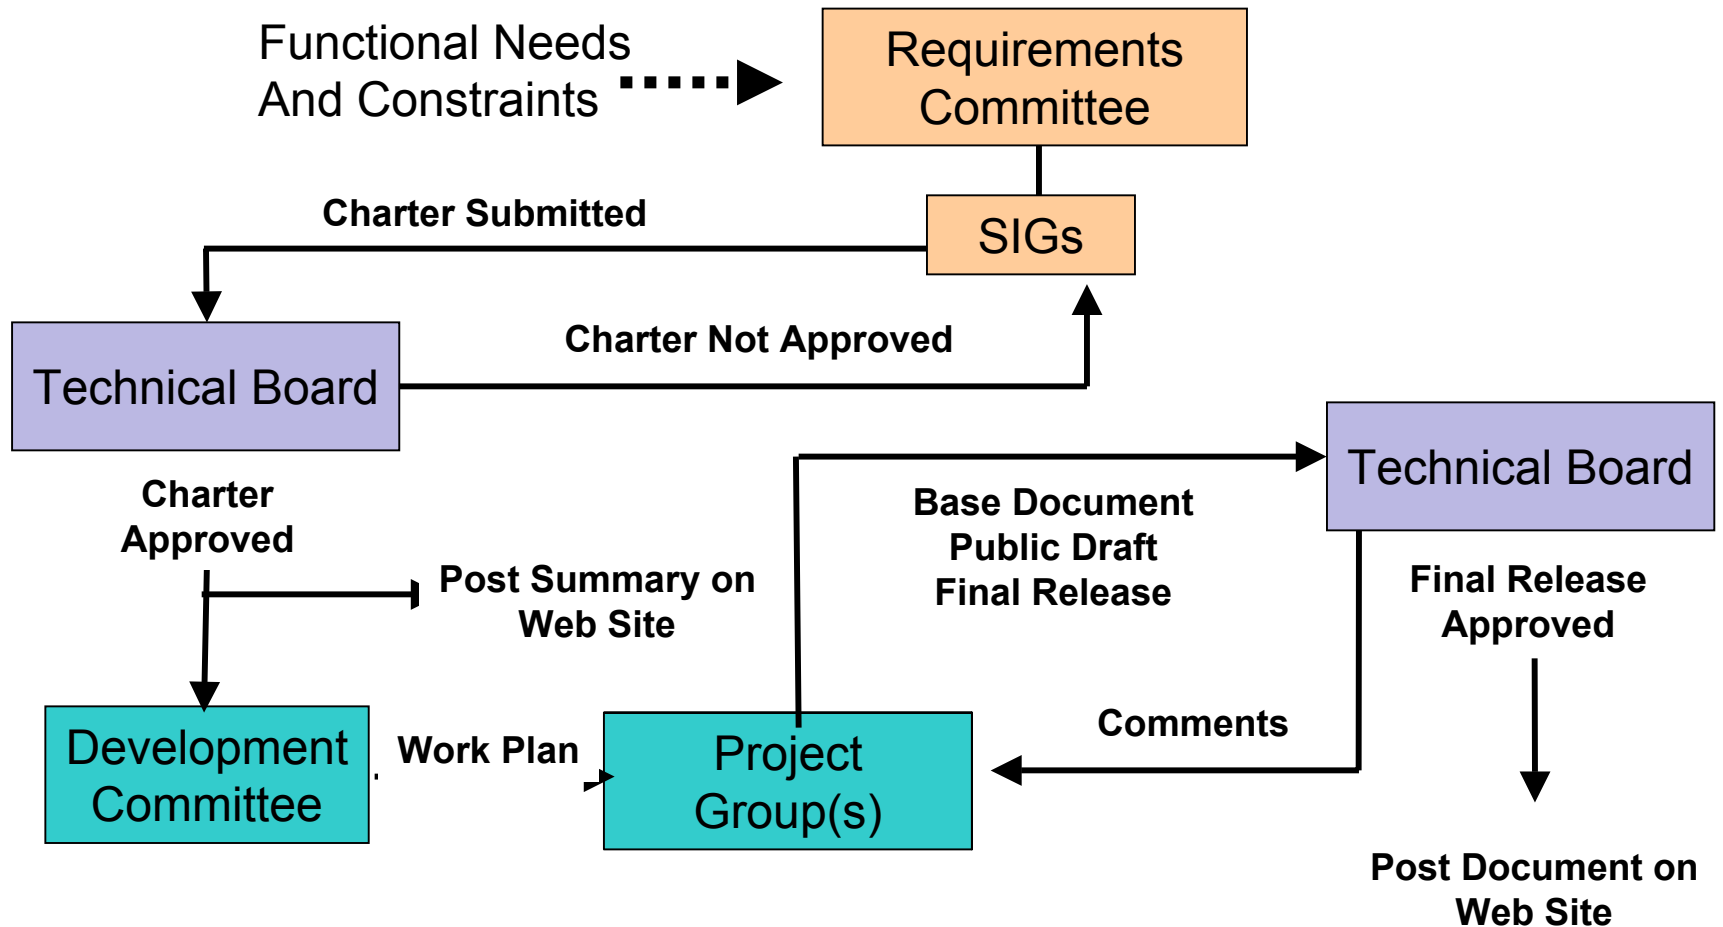 Functional Needs
And Constraints
Requirements
Committee
SIGs
Charter Submitted
Charter Not Approved
Technical Board
Technical Board
Charter
Approved
Post Summary on
Web Site
Base Document
Public Draft
Final Release
Final Release
Approved
Development
Committee
Work Plan
Project
Group(s)
Comments
Post Document on
Web Site